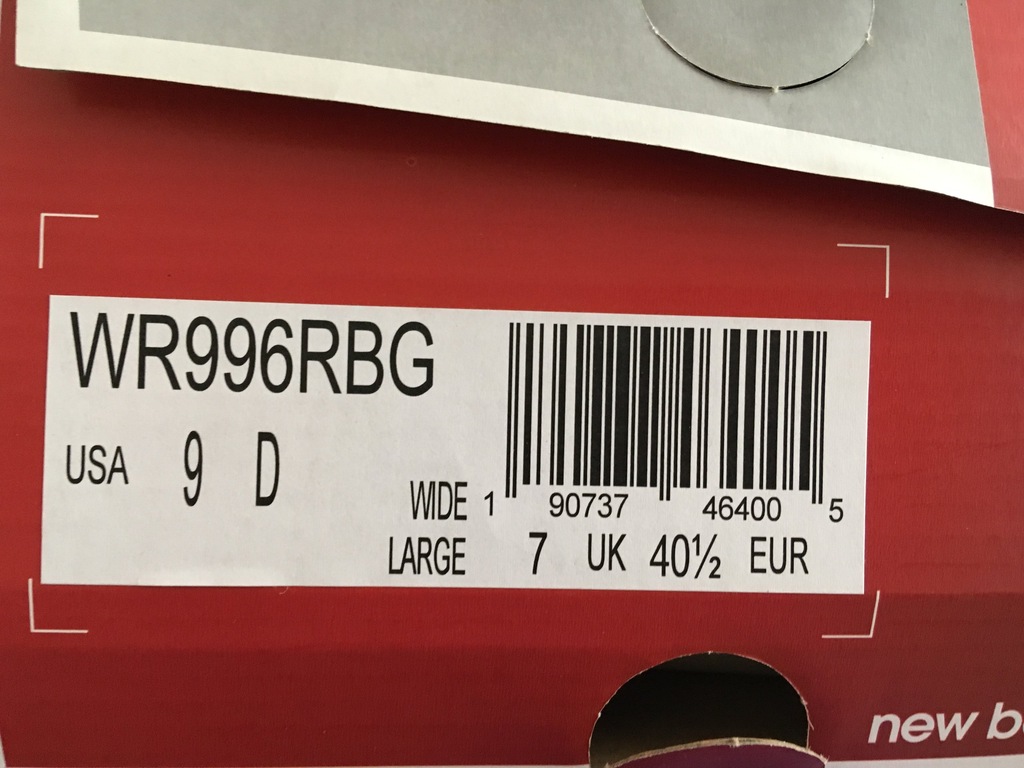 WR996RBG
USA 9 D
WIDE 1 90737 46400 5
LARGE 7 UK 40½ EUR
new b